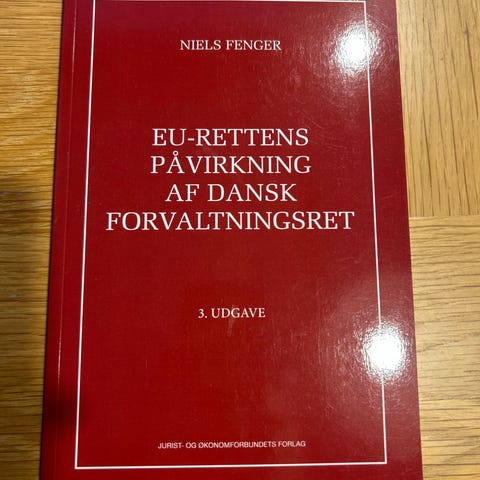 NIELS FENGER
EU-RETTENS
PÅVIRKNING
AF DANSK
FORVALTNINGSRET
3. UDGAVE
JURIST- OG ØKONOMFORBUNDETS FORLAG